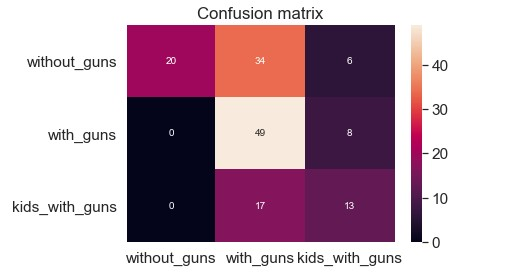 Confusion matrix
without_guns 20 34 6
with_guns 0 49 8
kids_with_guns 0 17 13
without_guns with_guns kids_with_guns
40
30
20
10
0